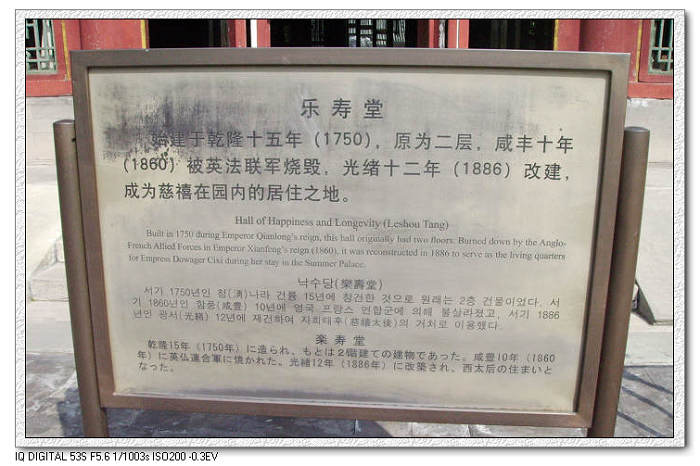 乐寿堂
始建于乾隆十五年（1750），原为二层，咸丰十年
（1860）被英法联军烧毁，光绪十二年（1886）改建，
成为慈禧在园内的居住之地。
Hall of Happiness and Longevity (Leshou Tang)
Built in 1750 during Emperor Qianlong's reign, this hall originally had two floors. Burned down by the Anglo-
French Allied Forces in Emperor Xianfeng's reign (1860), it was reconstructed in 1886 to serve as the living quarters
for Empress Dowager Cixi during her stay in the Summer Palace.
낙수당(樂壽堂)
서기 1750년인 청(淸)나라 건륭 15년에 창건한 것으로 원래는 2층 건물이었다. 서
기 1860년인 함풍(咸豊) 10년에 영국 프랑스 연합군에 의해 불살라졌고, 서기 1886
년인 광서(光緖) 12년에 재건하여 자희태후(慈禧太後)의 거처로 이용했다.
楽寿堂
乾隆15年（1750年）に造られ、もとは2階建ての建物であった。咸豊10年（1860
年）に英仏連合軍に焼かれた。光緒12年（1886年）に改築され、西太后の住まいと
なった。
IQ DIGITAL 53S F5.6 1/1003s ISO200 -0.3EV